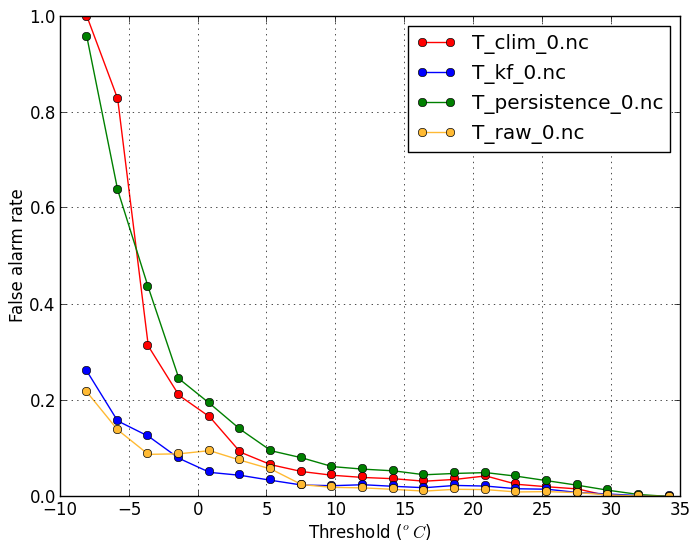 1.0
0.8
0.6
0.4
0.2
0.0
False alarm rate
T_clim_0.nc
T_kf_0.nc
T_persistence_0.nc
T_raw_0.nc
−10 −5 0 5 10 15 20 25 30 35
Threshold (° C)